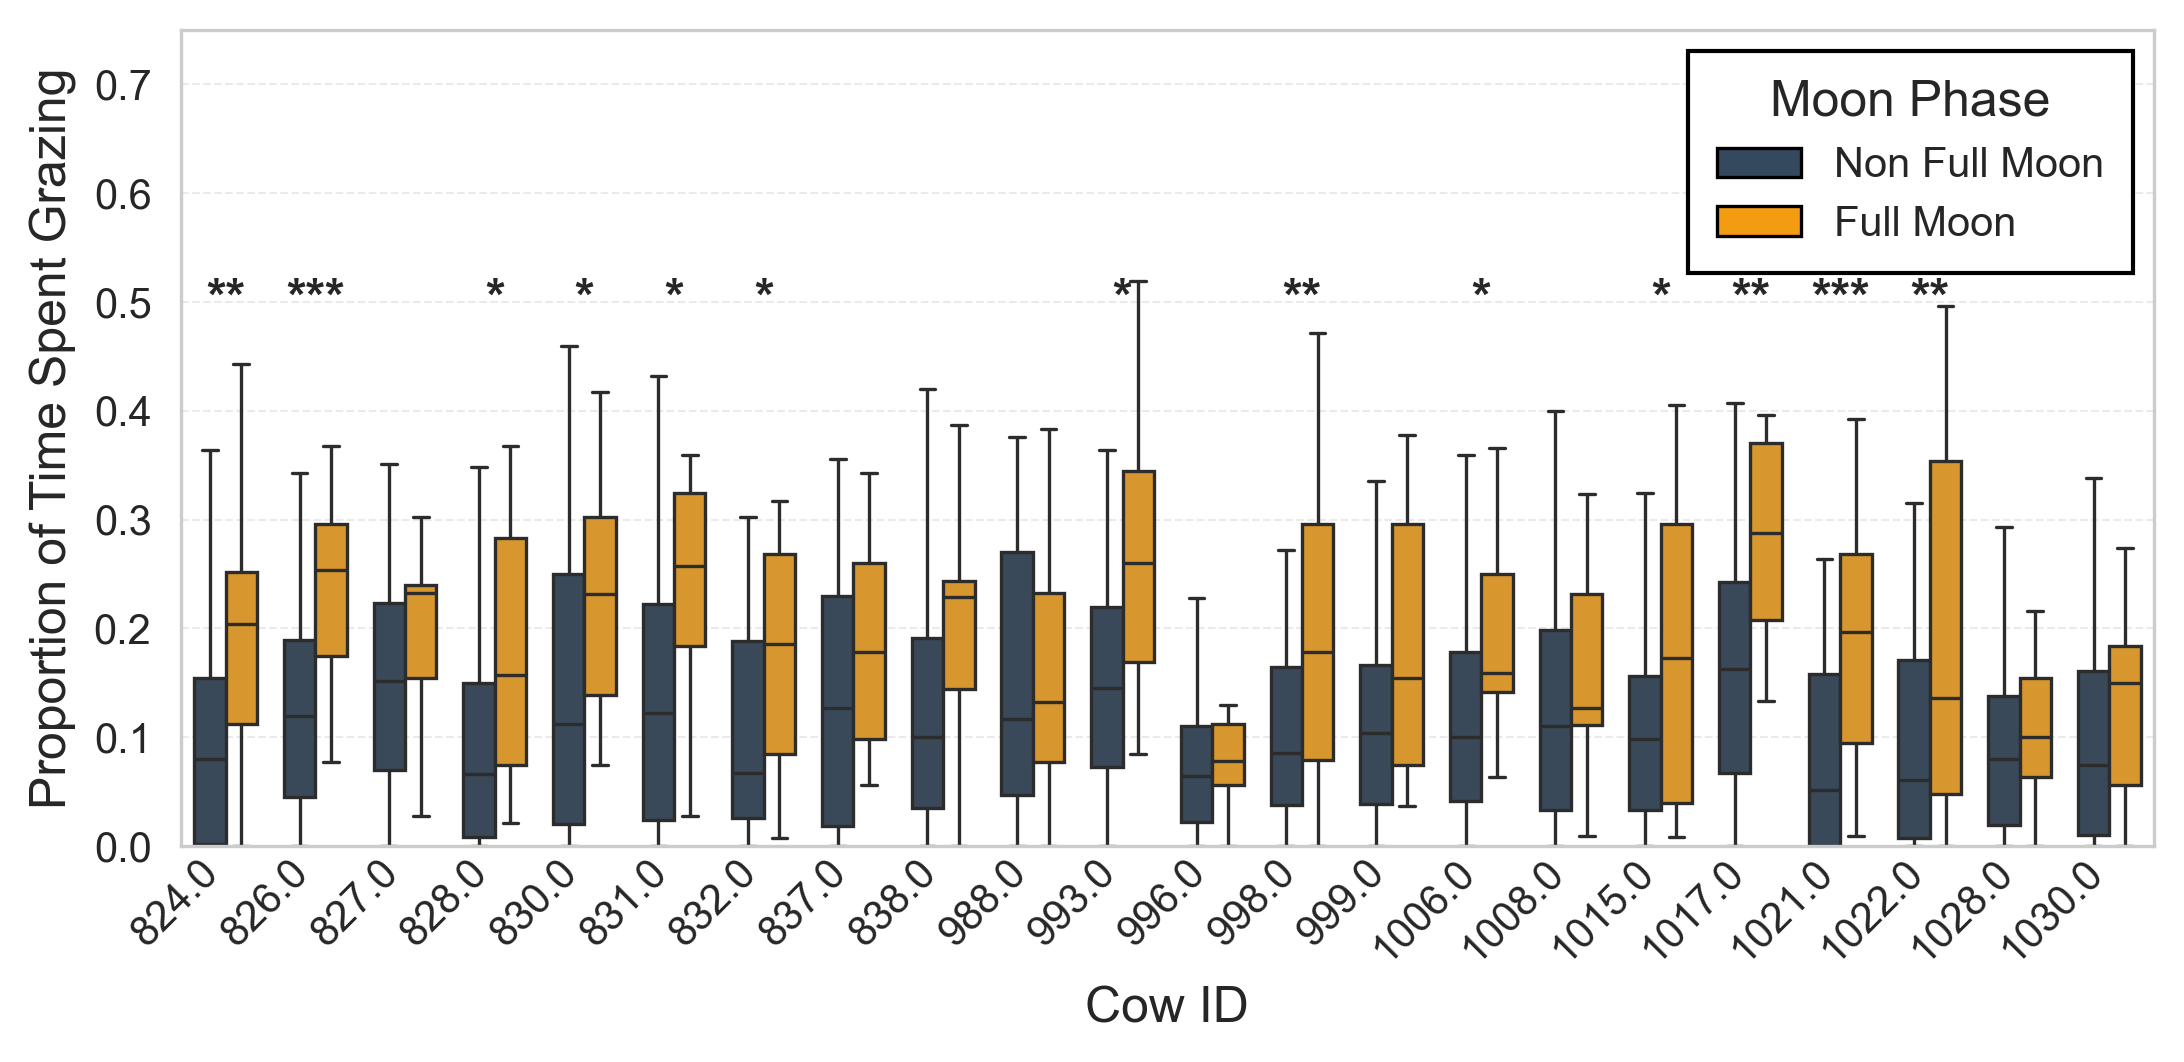 Moon Phase
Non Full Moon
Full Moon
Proportion of Time Spent Grazing
0.7
0.6
0.5
0.4
0.3
0.2
0.1
0.0
** *** * * * * * ** * * ** *** **
824.0 826.0 827.0 828.0 830.0 831.0 832.0 837.0 838.0 988.0 993.0 996.0 998.0 999.0 1006.0 1008.0 1015.0 1017.0 1021.0 1022.0 1028.0 1030.0
Cow ID